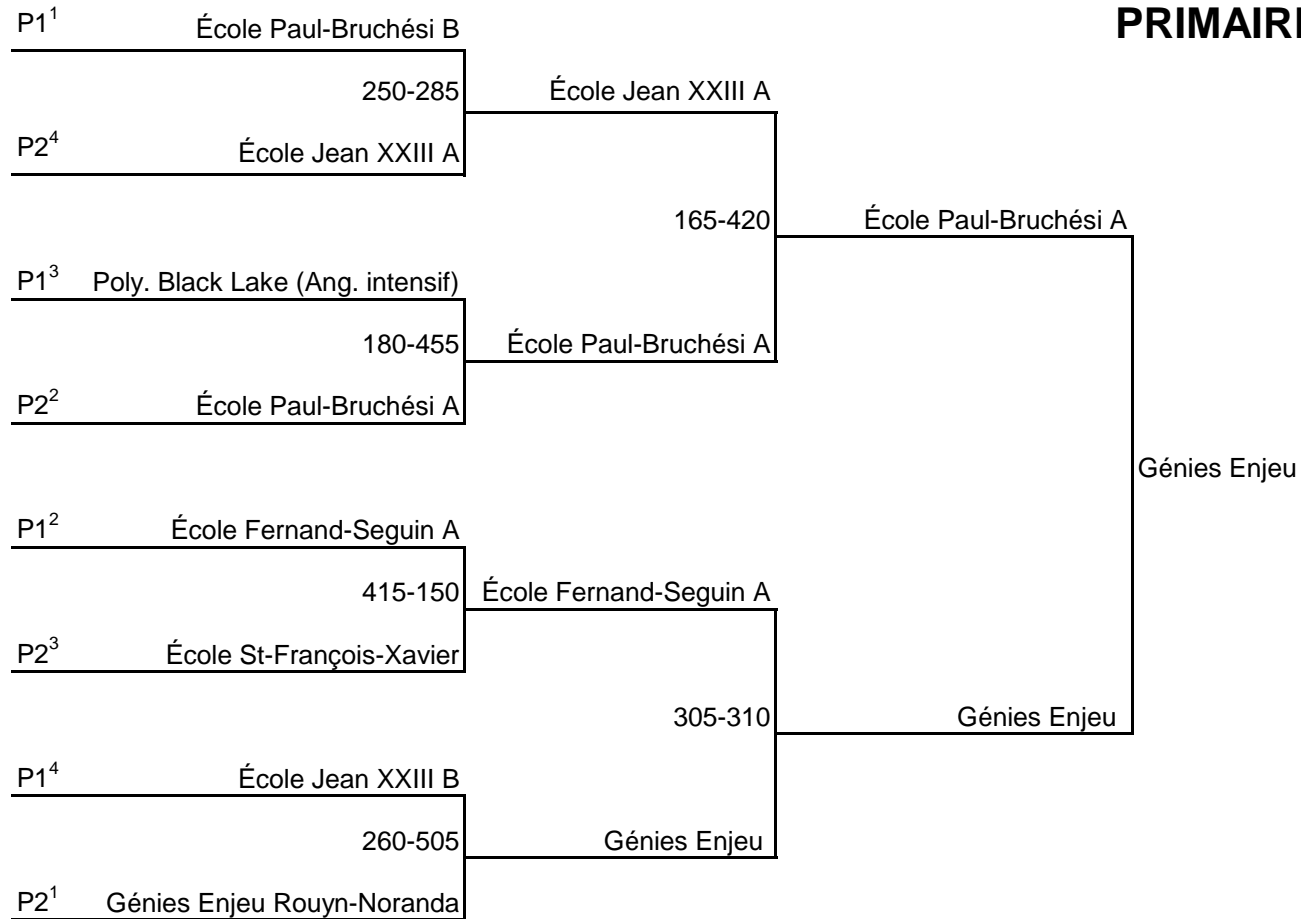 PRIMAIRE
P1¹ École Paul-Bruchési B
250-285 École Jean XXIII A
P2⁴ École Jean XXIII A
165-420 École Paul-Bruchési A
P1³ Poly. Black Lake (Ang. intensif)
180-455 École Paul-Bruchési A
P2² École Paul-Bruchési A
Génies Enjeu
P1² École Fernand-Seguin A
415-150 École Fernand-Seguin A
P2³ École St-François-Xavier
305-310 Génies Enjeu
P1⁴ École Jean XXIII B
260-505 Génies Enjeu
P2¹ Génies Enjeu Rouyn-Noranda